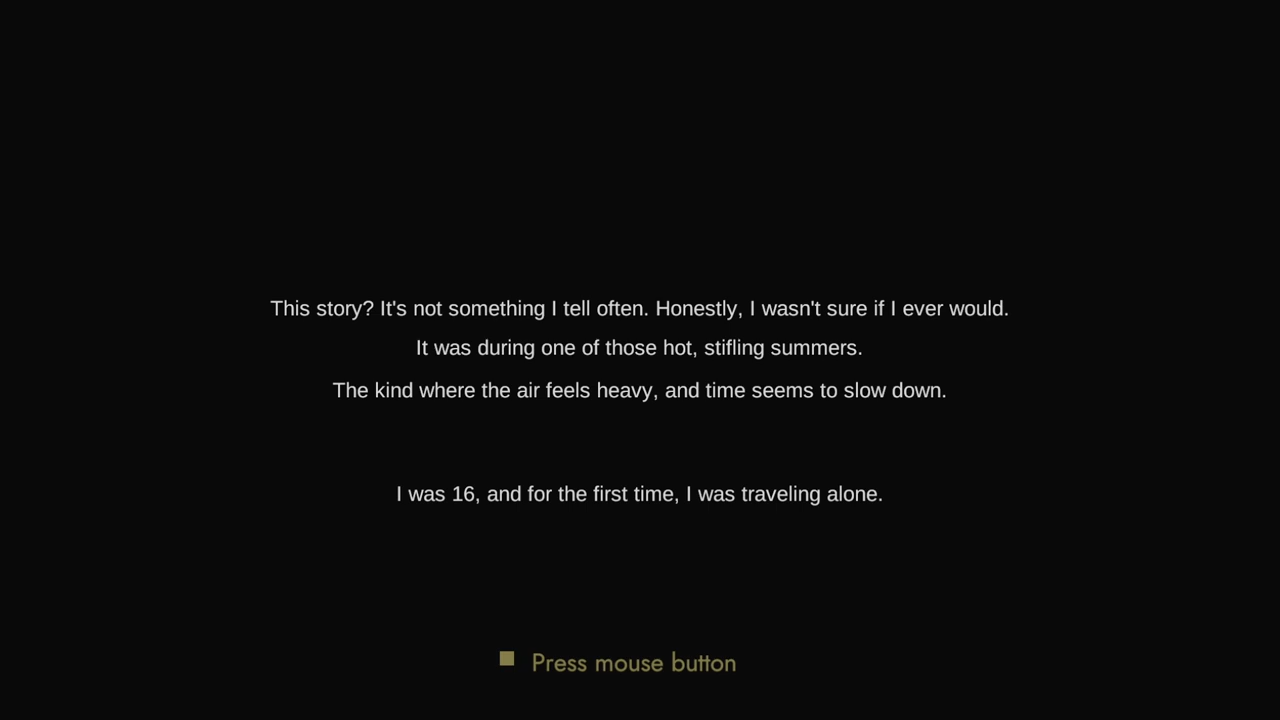 This story? It's not something I tell often. Honestly, I wasn't sure if I ever would.
It was during one of those hot, stifling summers.
The kind where the air feels heavy, and time seems to slow down.
I was 16, and for the first time, I was traveling alone.
Press mouse button